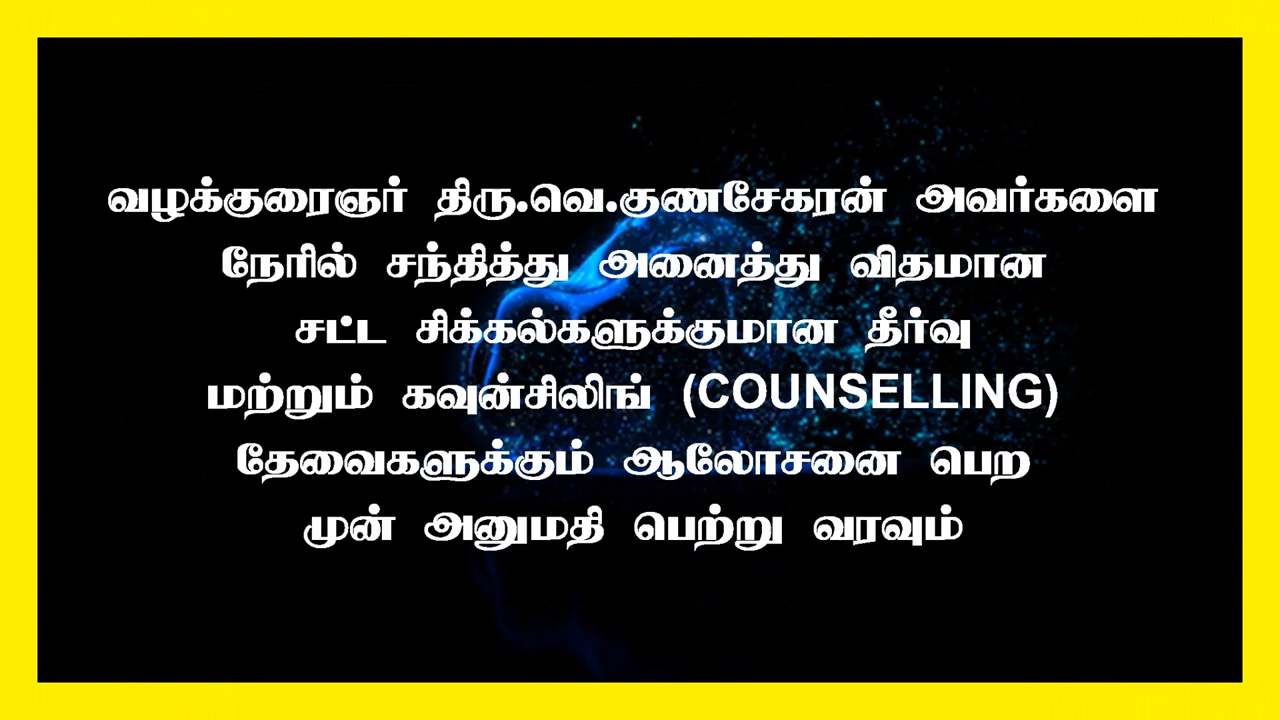 வழக்குரைஞர் திரு.வெ.குணசேகரன் அவர்களை
நேரில் சந்தித்து அனைத்து விதமான
சட்ட சிக்கல்களுக்குமான தீர்வு
மற்றும் கவுன்சிலிங் (COUNSELLING)
தேவைகளுக்கும் ஆலோசனை பெற
முன் அனுமதி பெற்று வரவும்